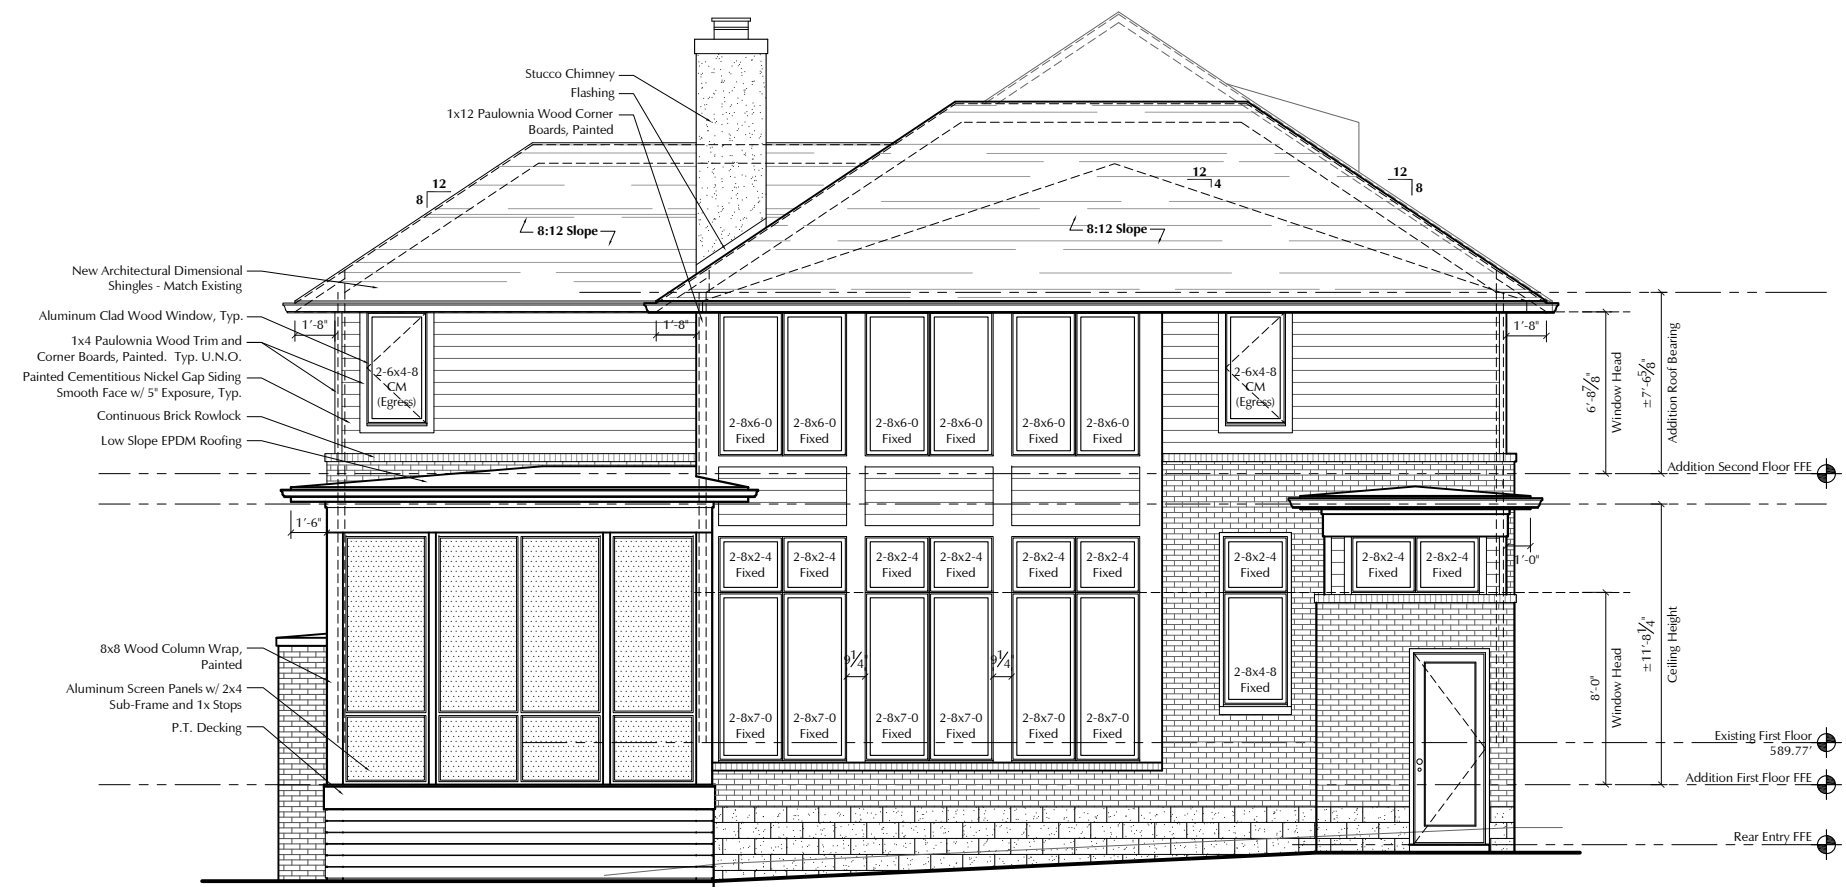 Stucco Chimney
Flashing
1x12 Paulownia Wood Corner
Boards, Painted
12
8
8:12 Slope
12
4
12
8
8:12 Slope
New Architectural Dimensional
Shingles - Match Existing
Aluminum Clad Wood Window, Typ.
1x4 Paulownia Wood Trim and
Corner Boards, Painted. Typ. U.N.O.
Painted Cementitious Nickel Gap Siding
Smooth Face w/ 5" Exposure, Typ.
Continuous Brick Rowlock
Low Slope EPDM Roofing
1'-8"
1'-8"
1'-8"
2-6x4-8
CM
(Egress)
2-6x4-8
CM
(Egress)
2-8x6-0
Fixed
2-8x6-0
Fixed
2-8x6-0
Fixed
2-8x6-0
Fixed
2-8x6-0
Fixed
2-8x6-0
Fixed
6'-8 7/8"
Window Head
±7'-6 5/8"
Addition Roof Bearing
Addition Second Floor FFE
1'-6"
1'-0"
2-8x2-4
Fixed
2-8x2-4
Fixed
2-8x2-4
Fixed
2-8x2-4
Fixed
2-8x2-4
Fixed
2-8x2-4
Fixed
2-8x2-4
Fixed
2-8x2-4
Fixed
2-8x2-4
Fixed
8x8 Wood Column Wrap,
Painted
Aluminum Screen Panels w/ 2x4
Sub-Frame and 1x Stops
P.T. Decking
9 1/4"
9 1/4"
2-8x4-8
Fixed
2-8x7-0
Fixed
2-8x7-0
Fixed
2-8x7-0
Fixed
2-8x7-0
Fixed
2-8x7-0
Fixed
2-8x7-0
Fixed
8'-0"
Window Head
±11'-8 1/4"
Ceiling Height
Existing First Floor
589.77'
Addition First Floor FFE
Rear Entry FFE